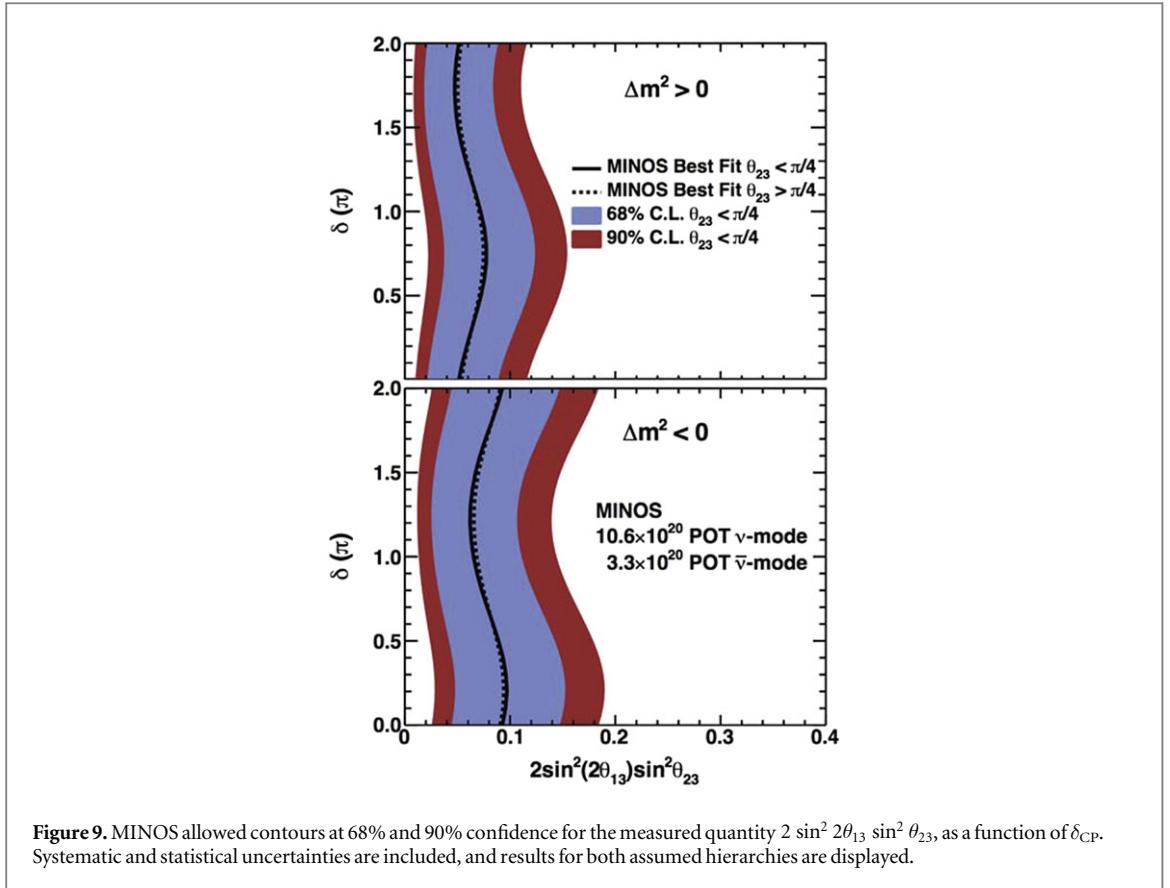 2.0
Δm² > 0
1.5
MINOS Best Fit θ₂₃ < π/4
MINOS Best Fit θ₂₃ > π/4
1.0
68% C.L. θ₂₃ < π/4
90% C.L. θ₂₃ < π/4
δ (π)
0.5
2.0
Δm² < 0
1.5
MINOS
10.6×10²⁰ POT ν-mode
1.0
3.3×10²⁰ POT ν̅-mode
δ (π)
0.5
0.0
0 0.1 0.2 0.3 0.4
2sin²(2θ₁₃)sin²θ₂₃
Figure 9. MINOS allowed contours at 68% and 90% confidence for the measured quantity 2 sin² 2θ₁₃ sin² θ₂₃, as a function of δ_CP.
Systematic and statistical uncertainties are included, and results for both assumed hierarchies are displayed.